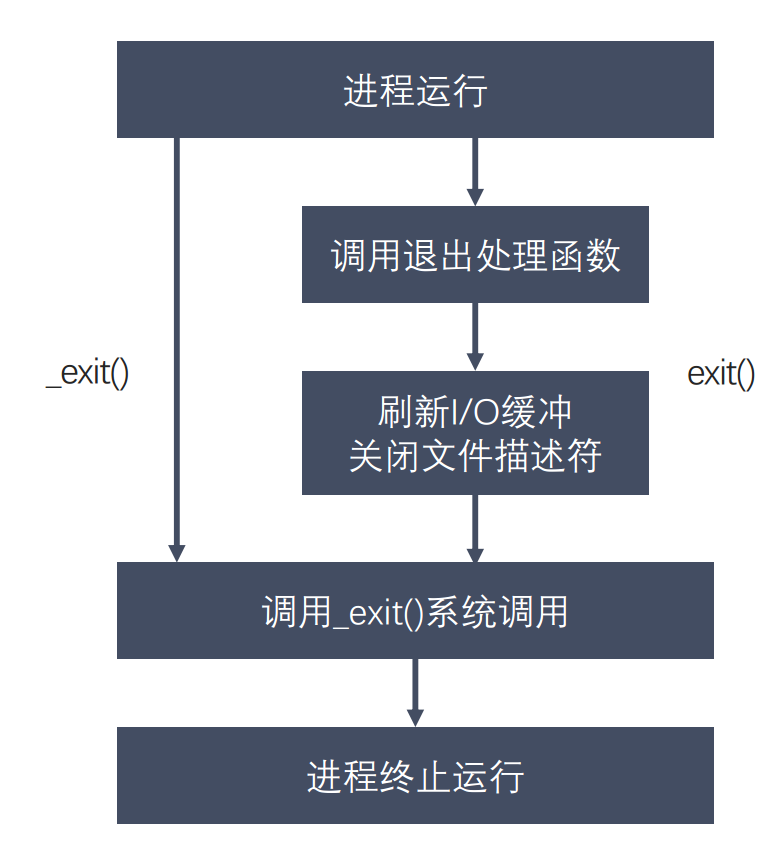 进程运行
调用退出处理函数
_exit()
exit()
刷新I/O缓冲
关闭文件描述符
调用_exit()系统调用
进程终止运行